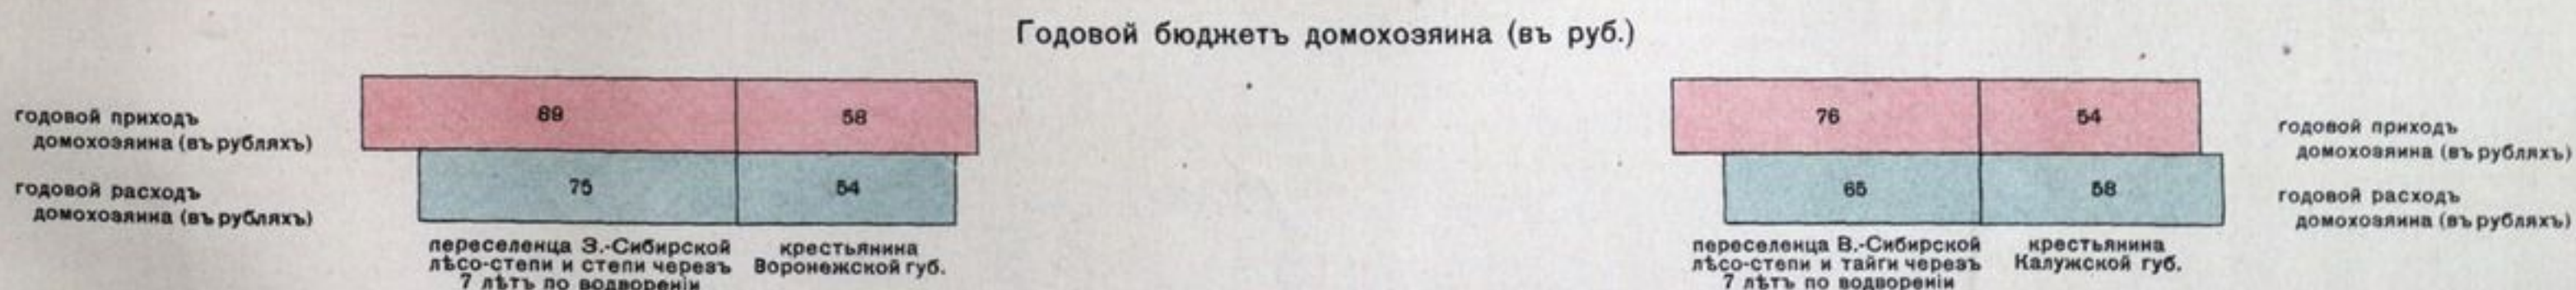 Годовой бюджетъ домохозяина (въ руб.)
годовой приходъ
домохозяина (въ рубляхъ)
89
58
годовой расходъ
домохозяина (въ рубляхъ)
75
54
переселенца З.-Сибирской
лѣсо-степи и степи черезъ
7 лѣтъ по водвореніи
крестьянина
Воронежской губ.
76
54
годовой приходъ
домохозяина (въ рубляхъ)
65
58
годовой расходъ
домохозяина (въ рубляхъ)
переселенца В.-Сибирской
лѣсо-степи и тайги черезъ
7 лѣтъ по водвореніи
крестьянина
Калужской губ.